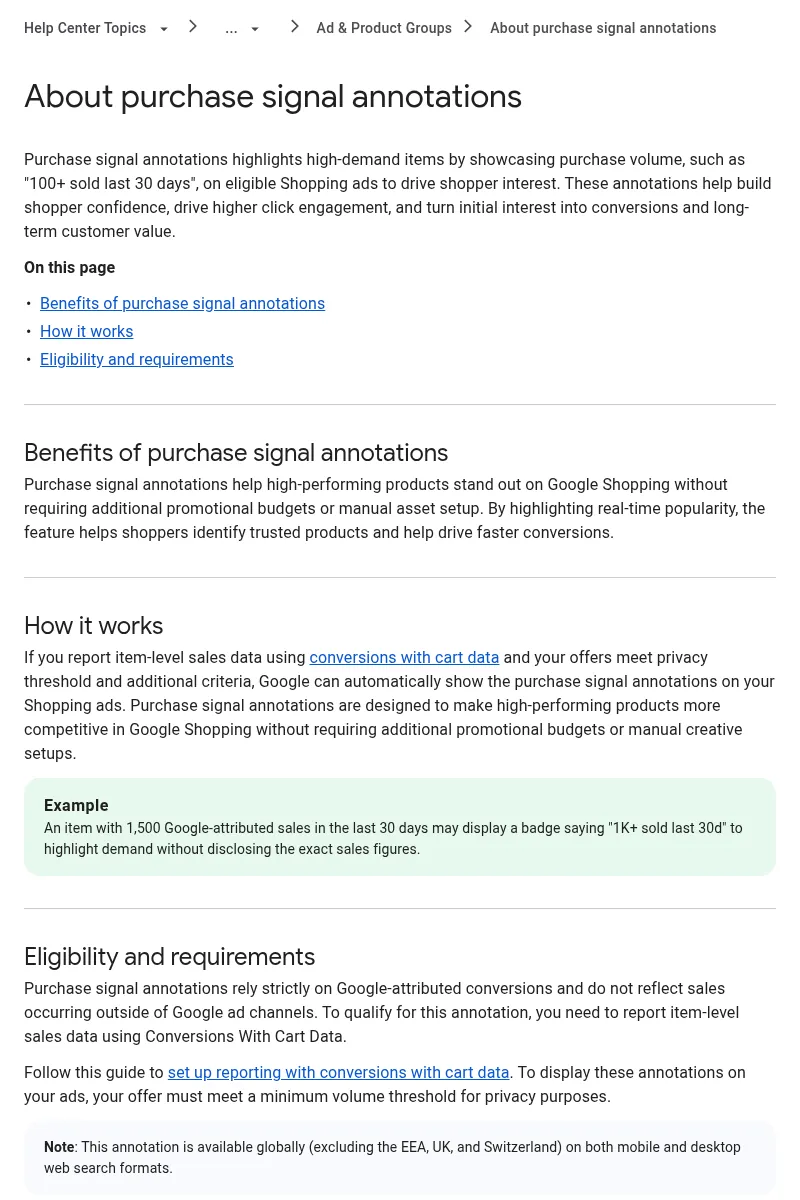 Help Center Topics > ... > Ad & Product Groups > About purchase signal annotations
About purchase signal annotations
Purchase signal annotations highlights high-demand items by showcasing purchase volume, such as
"100+ sold last 30 days", on eligible Shopping ads to drive shopper interest. These annotations help build
shopper confidence, drive higher click engagement, and turn initial interest into conversions and long-
term customer value.
On this page
• Benefits of purchase signal annotations
• How it works
• Eligibility and requirements
Benefits of purchase signal annotations
Purchase signal annotations help high-performing products stand out on Google Shopping without
requiring additional promotional budgets or manual asset setup. By highlighting real-time popularity, the
feature helps shoppers identify trusted products and help drive faster conversions.
How it works
If you report item-level sales data using conversions with cart data and your offers meet privacy
threshold and additional criteria, Google can automatically show the purchase signal annotations on your
Shopping ads. Purchase signal annotations are designed to make high-performing products more
competitive in Google Shopping without requiring additional promotional budgets or manual creative
setups.
Example
An item with 1,500 Google-attributed sales in the last 30 days may display a badge saying "1K+ sold last 30d" to
highlight demand without disclosing the exact sales figures.
Eligibility and requirements
Purchase signal annotations rely strictly on Google-attributed conversions and do not reflect sales
occurring outside of Google ad channels. To qualify for this annotation, you need to report item-level
sales data using Conversions With Cart Data.
Follow this guide to set up reporting with conversions with cart data. To display these annotations on
your ads, your offer must meet a minimum volume threshold for privacy purposes.
Note: This annotation is available globally (excluding the EEA, UK, and Switzerland) on both mobile and desktop
web search formats.